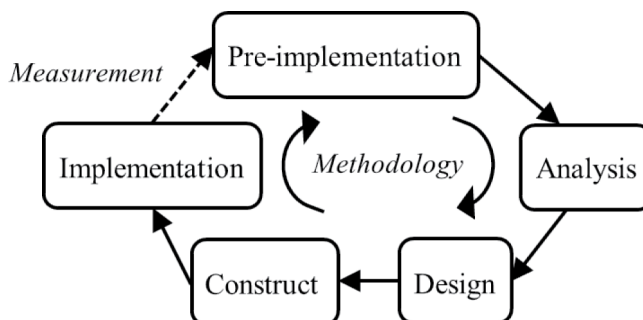 Pre-implementation
Measurement
Implementation
Methodology
Analysis
Construct
Design